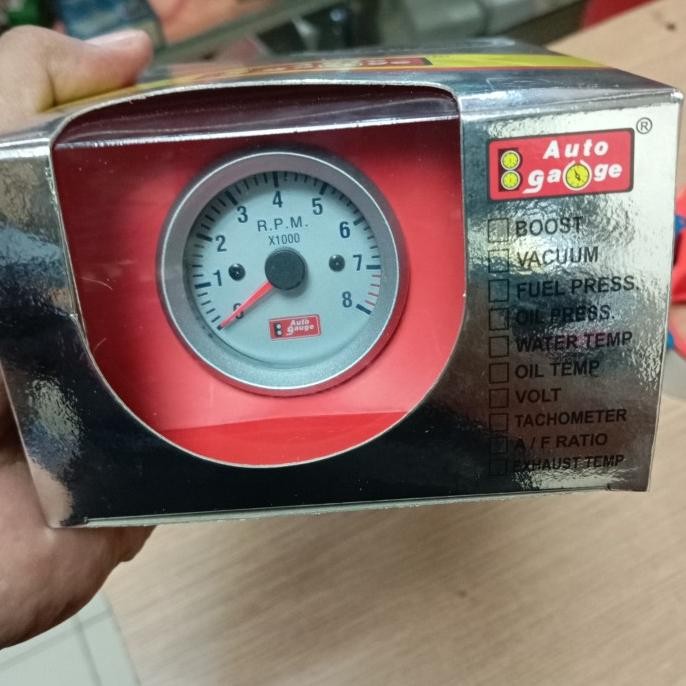 Auto
gauge
®
BOOST
VACUUM
FUEL PRESS.
OIL PRESS.
WATER TEMP
OIL TEMP
VOLT
TACHOMETER
A / F RATIO
EXHAUST TEMP
R.P.M.
X1000
0
1
2
3
4
5
6
7
8
Auto
gauge